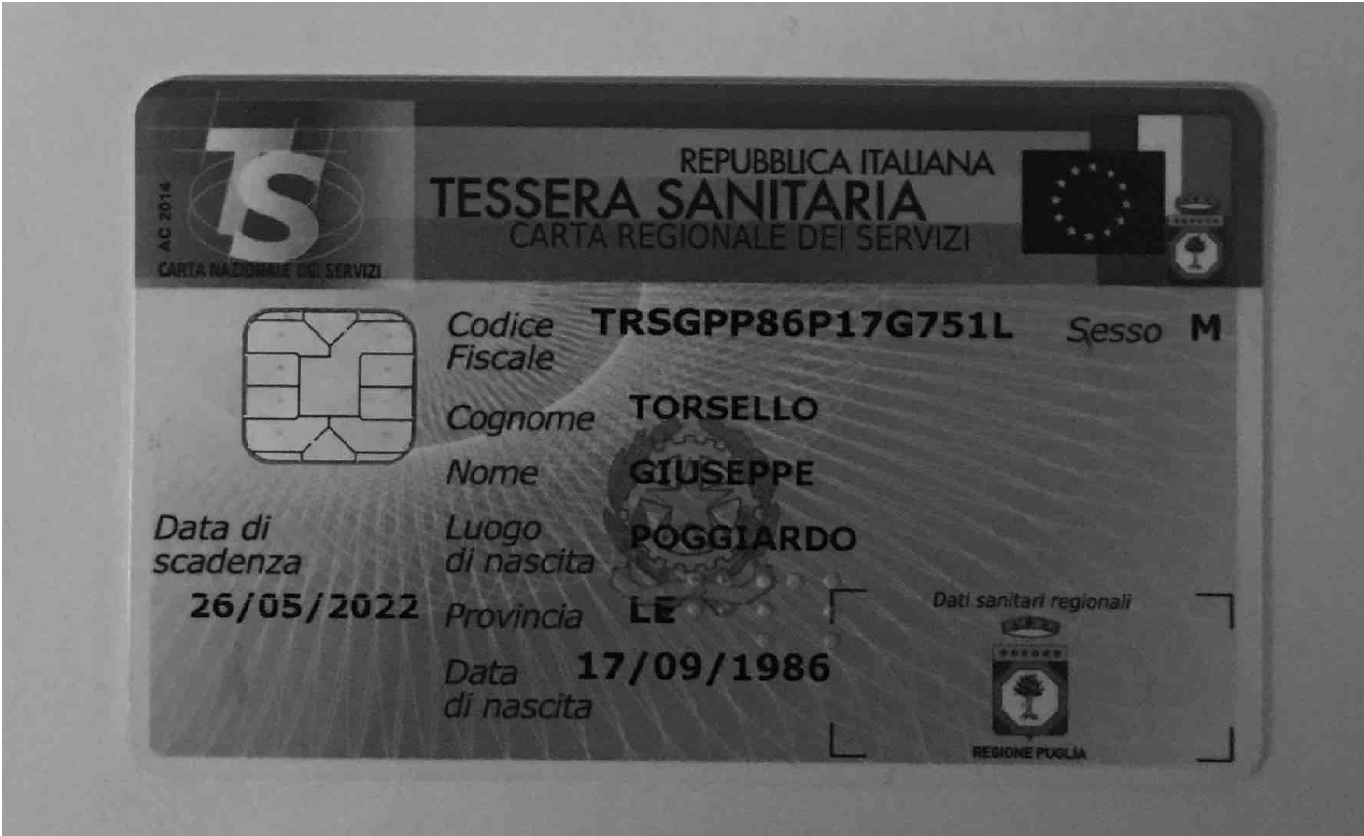 TS
AC 2014
CARTA NAZIONALE DEI SERVIZI
REPUBBLICA ITALIANA
TESSERA SANITARIA
CARTA REGIONALE DEI SERVIZI
Codice Fiscale TRSGPP86P17G751L Sesso M
Cognome TORSELLO
Nome GIUSEPPE
Luogo di nascita POGGIARDO
Provincia LE
Data di nascita 17/09/1986
Data di scadenza
26/05/2022
Dati sanitari regionali
REGIONE PUGLIA